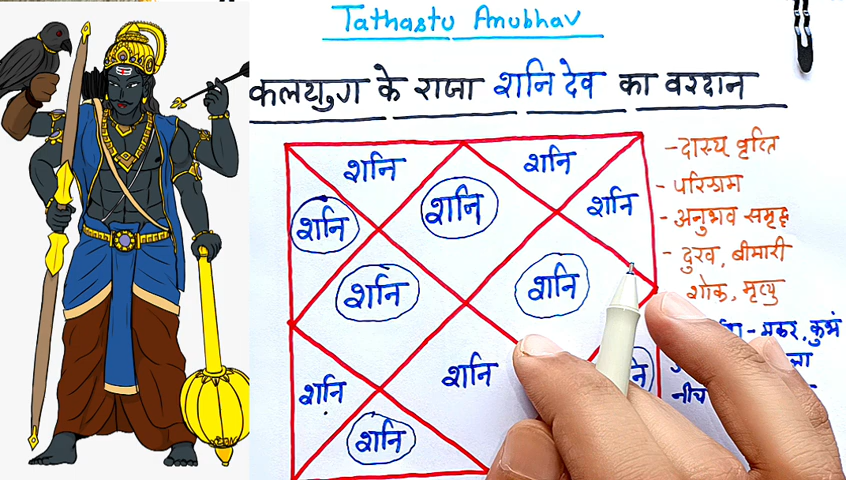 Tathastu Anubhav
कलयुग के राजा शनि देव का वरदान
शनि
शनि
शनि
शनि
शनि
शनि
शनि
शनि
शनि
शनि
- दास्य वृत्ति
- परिश्रम
- अनुभव समृह
- दुख, बीमारी
शोक, मृत्यु
- मकर, कुभं
नीच